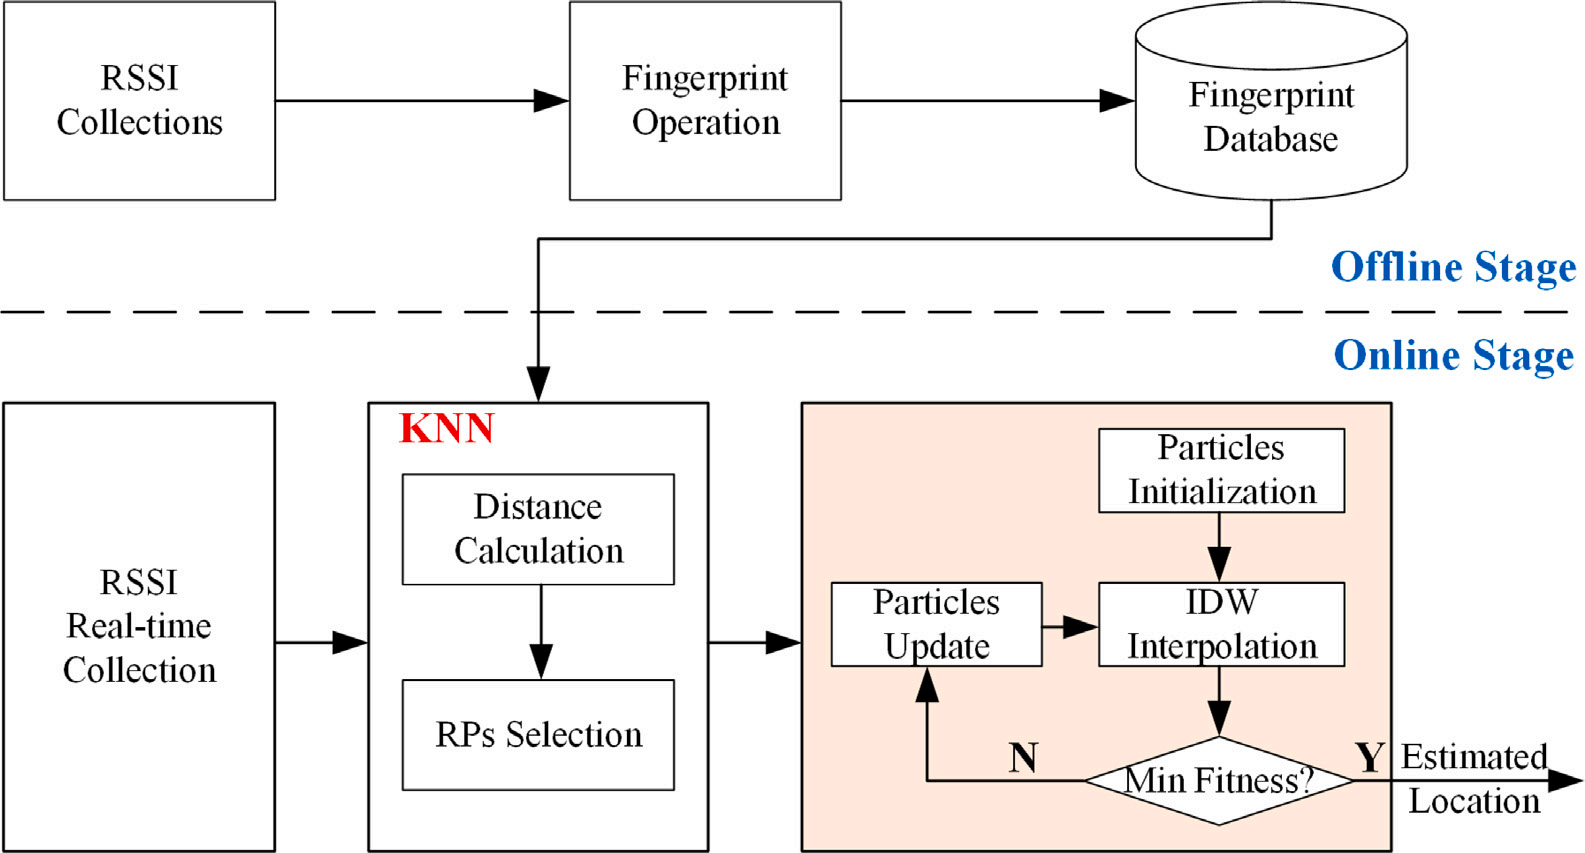 RSSI
Collections
Fingerprint
Operation
Fingerprint
Database
Offline Stage
Online Stage
RSSI
Real-time
Collection
KNN
Distance
Calculation
RPs Selection
Particles
Initialization
Particles
Update
IDW
Interpolation
N
Min Fitness?
Y
Estimated
Location